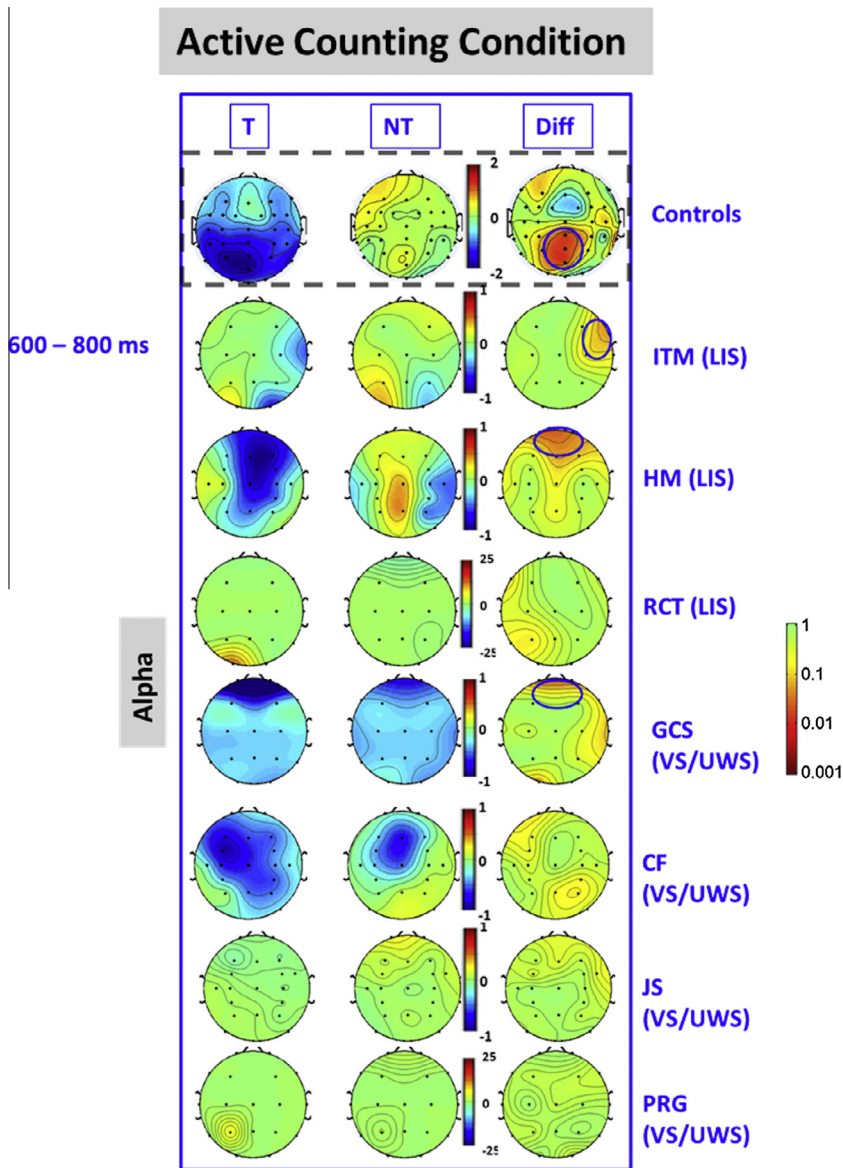 Active Counting Condition
T NT Diff
2
0
-2
Controls
600 – 800 ms
1
0
-1
ITM (LIS)
1
0
-1
HM (LIS)
25
0
-25
RCT (LIS)
1
0.1
0.01
0.001
Alpha
1
0
-1
GCS
(VS/UWS)
1
0
-1
CF
(VS/UWS)
1
0
-1
JS
(VS/UWS)
25
0
-25
PRG
(VS/UWS)